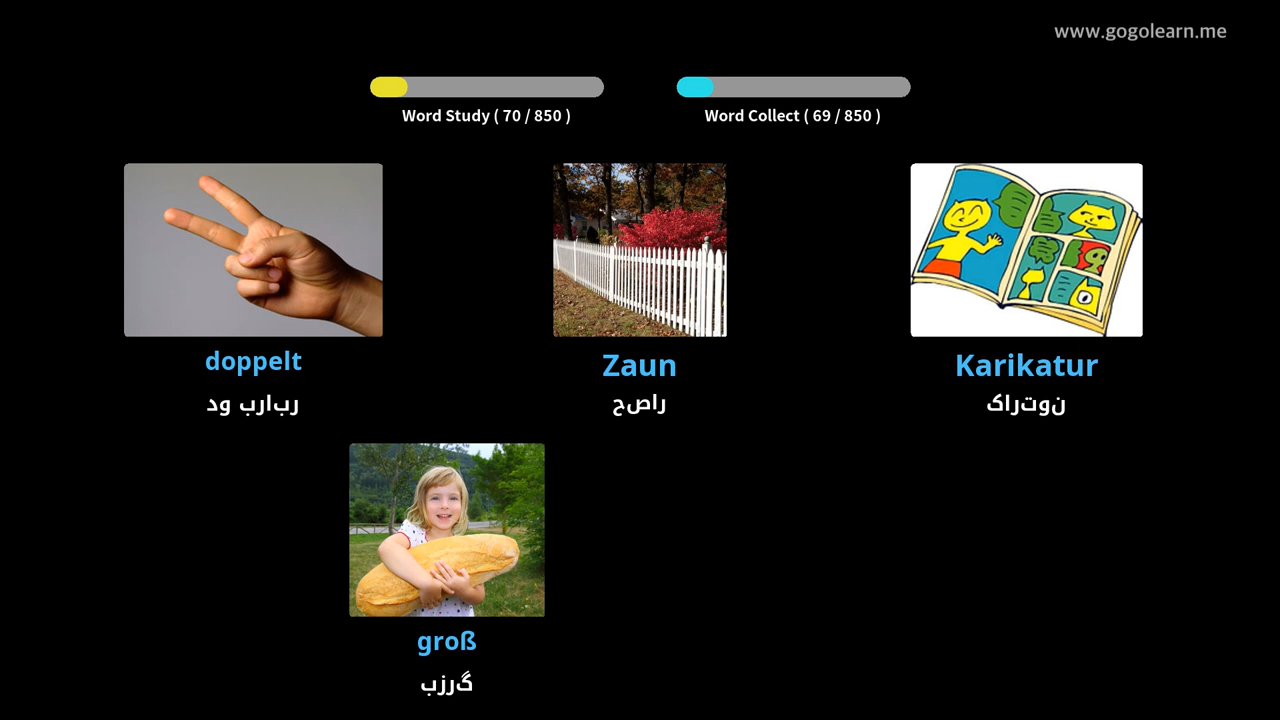 www.gogolearn.me
Word Study ( 70 / 850 )
Word Collect ( 69 / 850 )
doppelt
Zaun
Karikatur
دو برابر
حصار
کارتون
groß
بزرگ